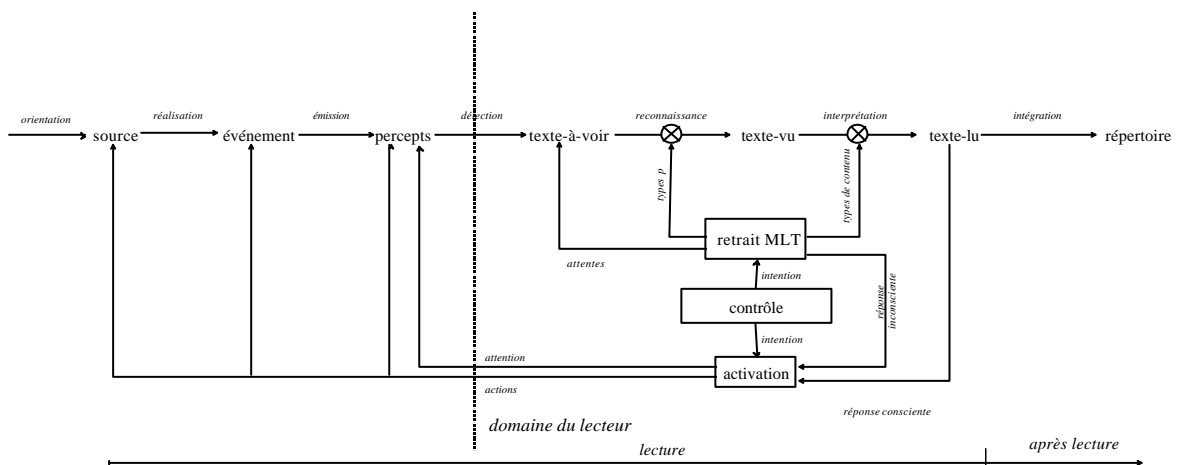 orientation
réalisation
émission
détection
reconnaissance
interprétation
intégration
source
événement
percepts
texte-à-voir
texte-vu
texte-lu
répertoire
types p
types de contenu
retrait MLT
attentes
intention
réponse
inconsciente
contrôle
intention
attention
activation
actions
réponse consciente
domaine du lecteur
lecture
après lecture